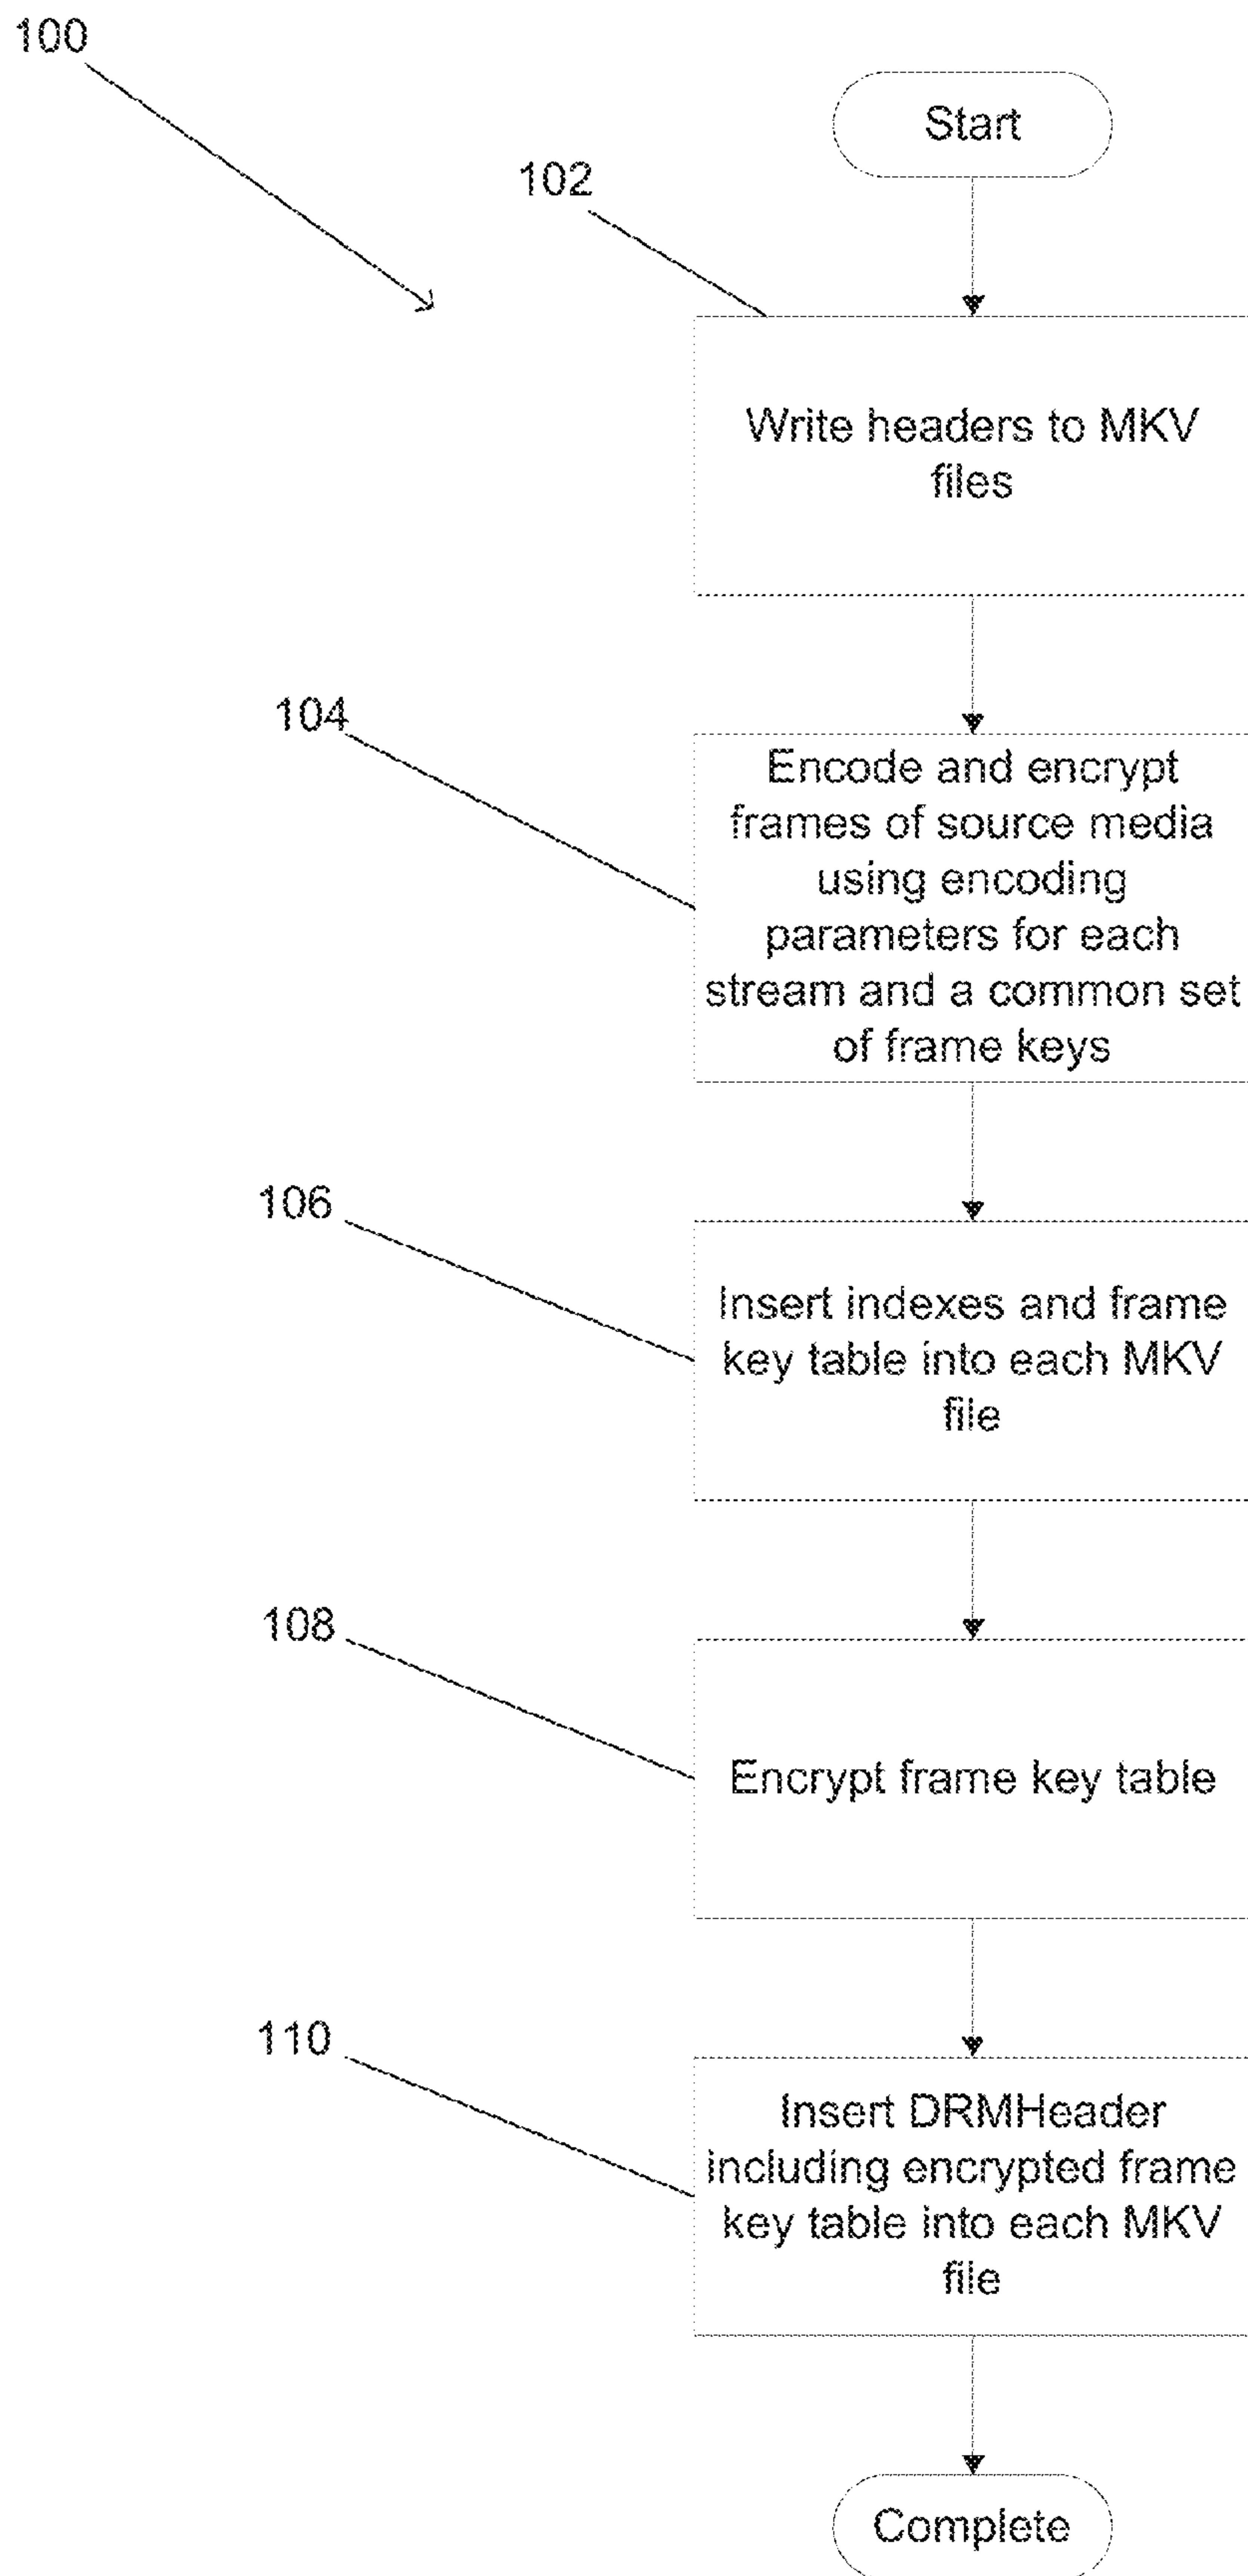 100
Start
102
Write headers to MKV
files
104
Encode and encrypt
frames of source media
using encoding
parameters for each
stream and a common set
of frame keys
106
Insert indexes and frame
key table into each MKV
file
108
Encrypt frame key table
110
Insert DRMHeader
including encrypted frame
key table into each MKV
file
Complete